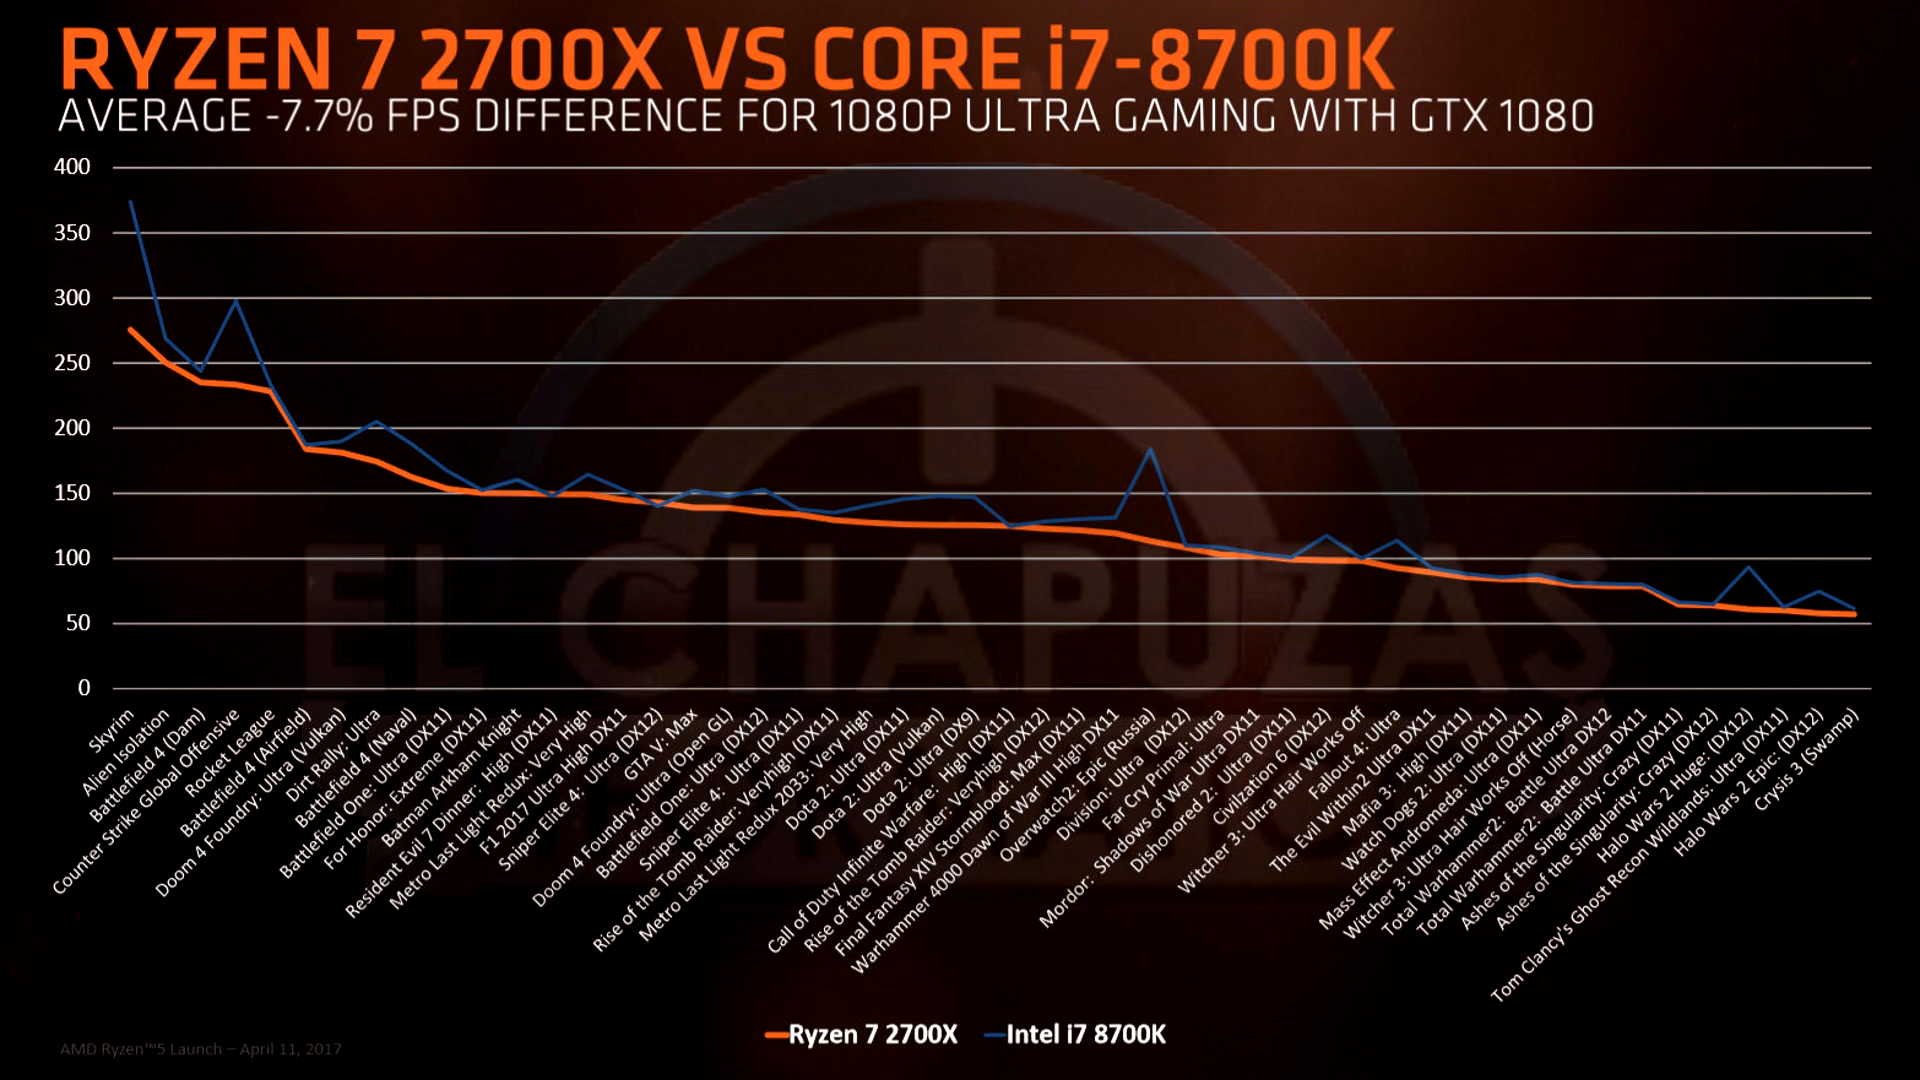 RYZEN 7 2700X VS CORE i7-8700K
AVERAGE -7.7% FPS DIFFERENCE FOR 1080P ULTRA GAMING WITH GTX 1080
400
350
300
250
200
150
100
50
0
Skyrim
Alien Isolation
Battlefield 4 (Dam)
Counter Strike Global Offensive
Rocket League
Battlefield 4 (Airfield)
Doom 4 Foundry: Ultra (Vulkan)
Dirt Rally: Ultra
Battlefield 4 (Naval)
Battlefield One: Ultra (DX11)
For Honor: Extreme (DX11)
Batman Arkham Knight
Resident Evil 7 Dinner: High (DX11)
Metro Last Light Redux: Very High
F1 2017 Ultra High DX11
Sniper Elite 4: Ultra (DX12)
GTA V: Max
Doom 4 Foundry: Ultra (Open GL)
Battlefield One: Ultra (DX12)
Sniper Elite 4: Ultra (DX11)
Rise of the Tomb Raider: Veryhigh (DX11)
Metro Last Light Redux 2033: Very High
Dota 2: Ultra (DX11)
Dota 2: Ultra (Vulkan)
Dota 2: Ultra (DX9)
Call of Duty Infinite Warfare: High (DX11)
Rise of the Tomb Raider: Veryhigh (DX12)
Final Fantasy XIV Stormblood: Max (DX11)
Warhammer 4000 Dawn of War III High DX11
Overwatch2: Epic (Russia)
Division: Ultra (DX12)
Far Cry Primal: Ultra
Mordor: Shadows of War Ultra DX11
Dishonored 2: Ultra (DX11)
Civilzation 6 (DX12)
Witcher 3: Ultra Hair Works Off
Fallout 4: Ultra
The Evil Within2 Ultra DX11
Mafia 3: High (DX11)
Watch Dogs 2: Ultra (DX11)
Mass Effect Andromeda: Ultra (DX11)
Witcher 3: Ultra Hair Works Off (Horse)
Total Warhammer2: Battle Ultra DX12
Total Warhammer2: Battle Ultra DX11
Ashes of the Singularity: Crazy (DX11)
Ashes of the Singularity: Crazy (DX12)
Halo Wars 2 Huge: (DX12)
Tom Clancy's Ghost Recon Wildlands: Ultra (DX11)
Halo Wars 2 Epic: (DX12)
Crysis 3 (Swamp)
Ryzen 7 2700X
Intel i7 8700K
AMD Ryzen™5 Launch – April 11, 2017
EL CHAPUZAS